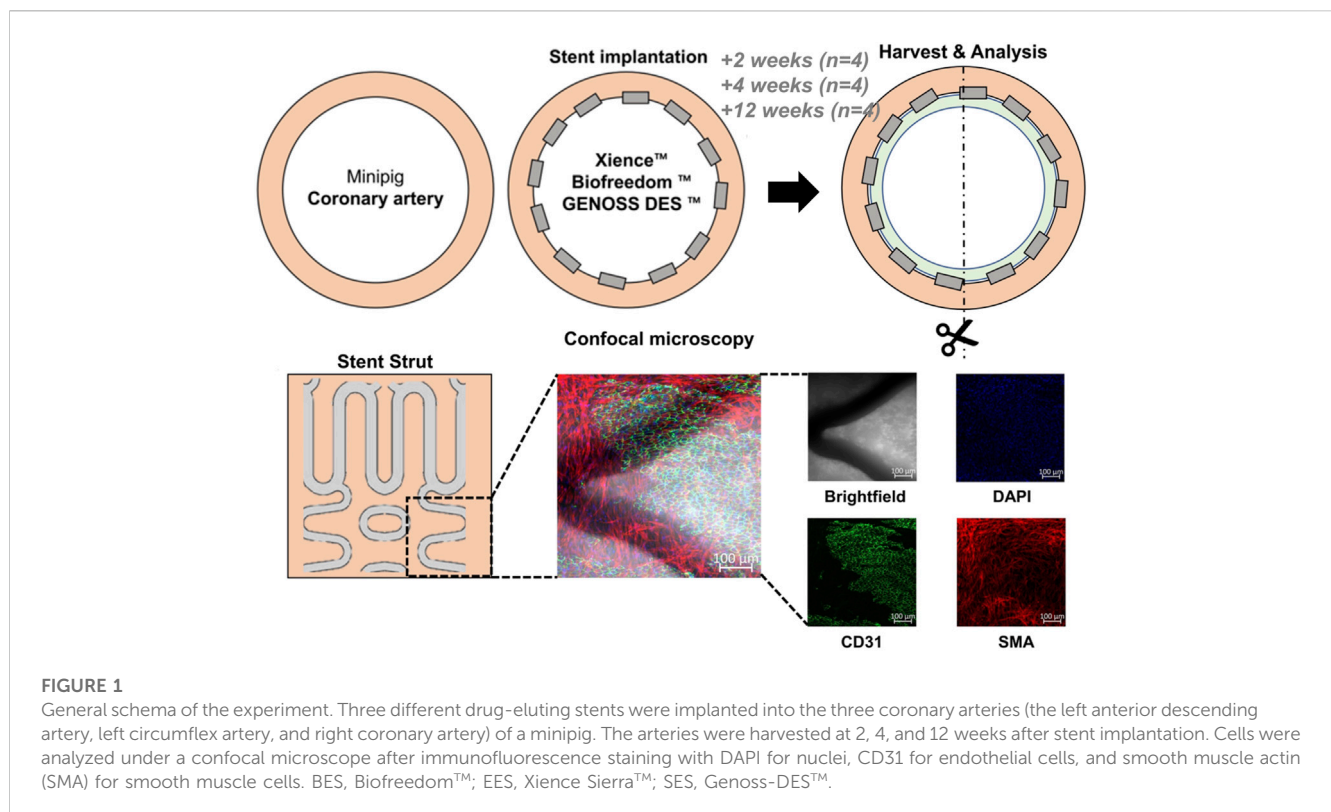 Stent implantation
+2 weeks (n=4)
+4 weeks (n=4)
+12 weeks (n=4)
Harvest & Analysis
Minipig
Coronary artery
Xience™
Biofreedom ™
GENOSS DES ™
Confocal microscopy
Stent Strut
100 µm
100 µm
Brightfield
100 µm
DAPI
100 µm
CD31
100 µm
SMA
FIGURE 1
General schema of the experiment. Three different drug-eluting stents were implanted into the three coronary arteries (the left anterior descending
artery, left circumflex artery, and right coronary artery) of a minipig. The arteries were harvested at 2, 4, and 12 weeks after stent implantation. Cells were
analyzed under a confocal microscope after immunofluorescence staining with DAPI for nuclei, CD31 for endothelial cells, and smooth muscle actin
(SMA) for smooth muscle cells. BES, Biofreedom™; EES, Xience Sierra™; SES, Genoss-DES™.